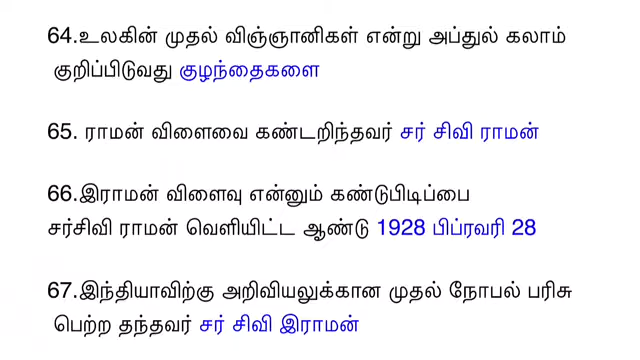 64.உலகின் முதல் விஞ்ஞானிகள் என்று அப்துல் கலாம்
குறிப்பிடுவது குழந்தைகளை
65. ராமன் விளைவை கண்டறிந்தவர் சர் சிவி ராமன்
66.இராமன் விளைவு என்னும் கண்டுபிடிப்பை
சர்சிவி ராமன் வெளியிட்ட ஆண்டு 1928 பிப்ரவரி 28
67.இந்தியாவிற்கு அறிவியலுக்கான முதல் நோபல் பரிசு
பெற்ற தந்தவர் சர் சிவி இராமன்